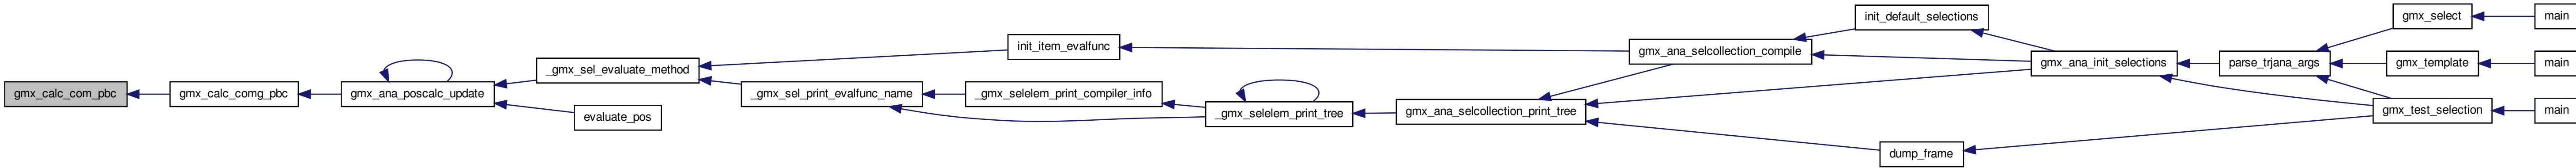 gmx_calc_com_pbc
gmx_calc_comg_pbc
gmx_ana_poscalc_update
_gmx_sel_evaluate_method
evaluate_pos
init_item_evalfunc
_gmx_sel_print_evalfunc_name
_gmx_selelem_print_compiler_info
_gmx_selelem_print_tree
gmx_ana_selcollection_print_tree
gmx_ana_selcollection_compile
init_default_selections
dump_frame
gmx_ana_init_selections
parse_trjana_args
gmx_select
gmx_template
gmx_test_selection
main
main
main